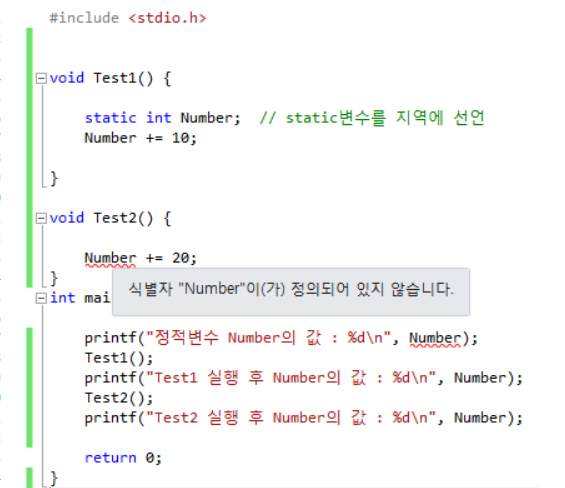 #include <stdio.h>
void Test1() {
static int Number;  // static변수를 지역에 선언
Number += 10;
}
void Test2() {
Number += 20;
}
식별자 "Number"이(가) 정의되어 있지 않습니다.
int mai
printf("정적변수 Number의 값 : %d\n", Number);
Test1();
printf("Test1 실행 후 Number의 값 : %d\n", Number);
Test2();
printf("Test2 실행 후 Number의 값 : %d\n", Number);
return 0;
}